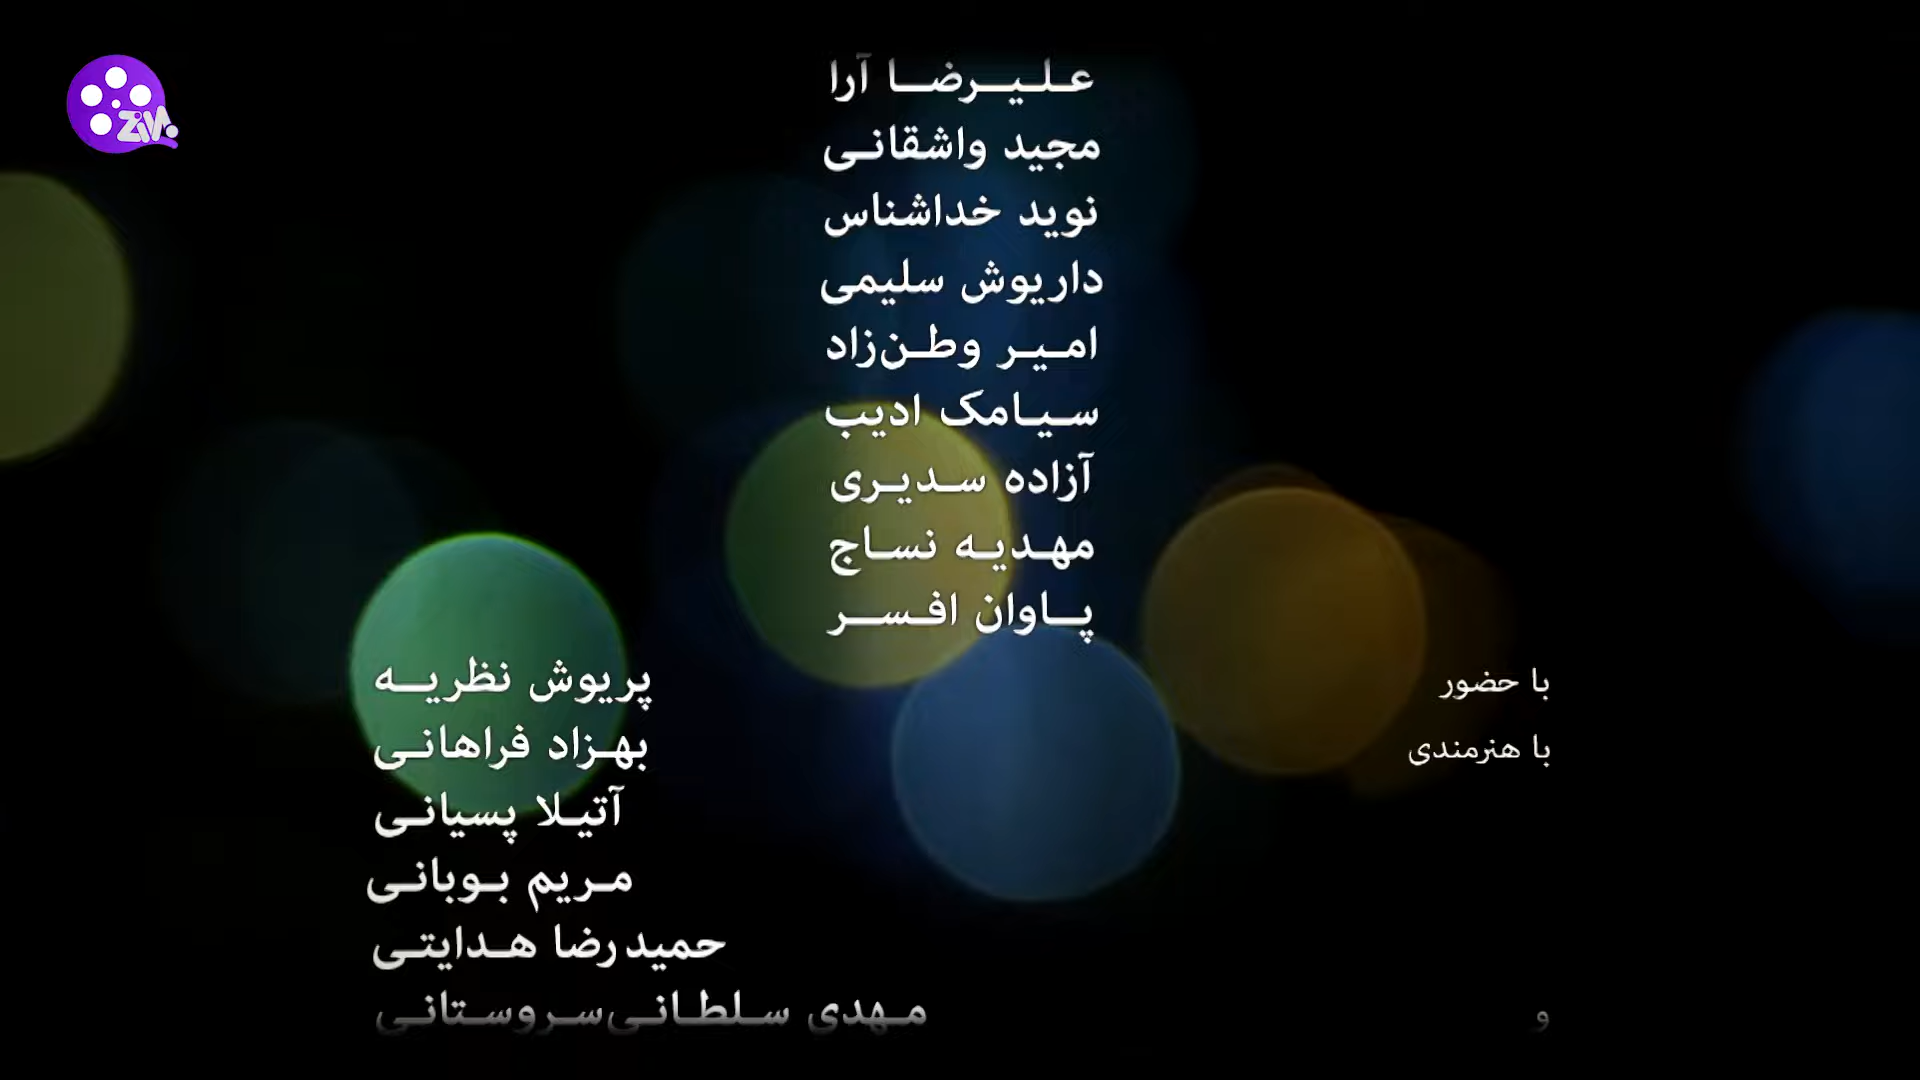 ZiM
علیرضا آرا
مجید واشقانی
نوید خداشناس
داریوش سلیمی
امیر وطن‌زاد
سیامک ادیب
آزاده سدیری
مهدیه نساج
پاوان افسر
با حضور پریوش نظریه
با هنرمندی بهزاد فراهانی
آتیلا پسیانی
مریم بوبانی
حمیدرضا هدایتی
و مهدی سلطانی‌سروستانی